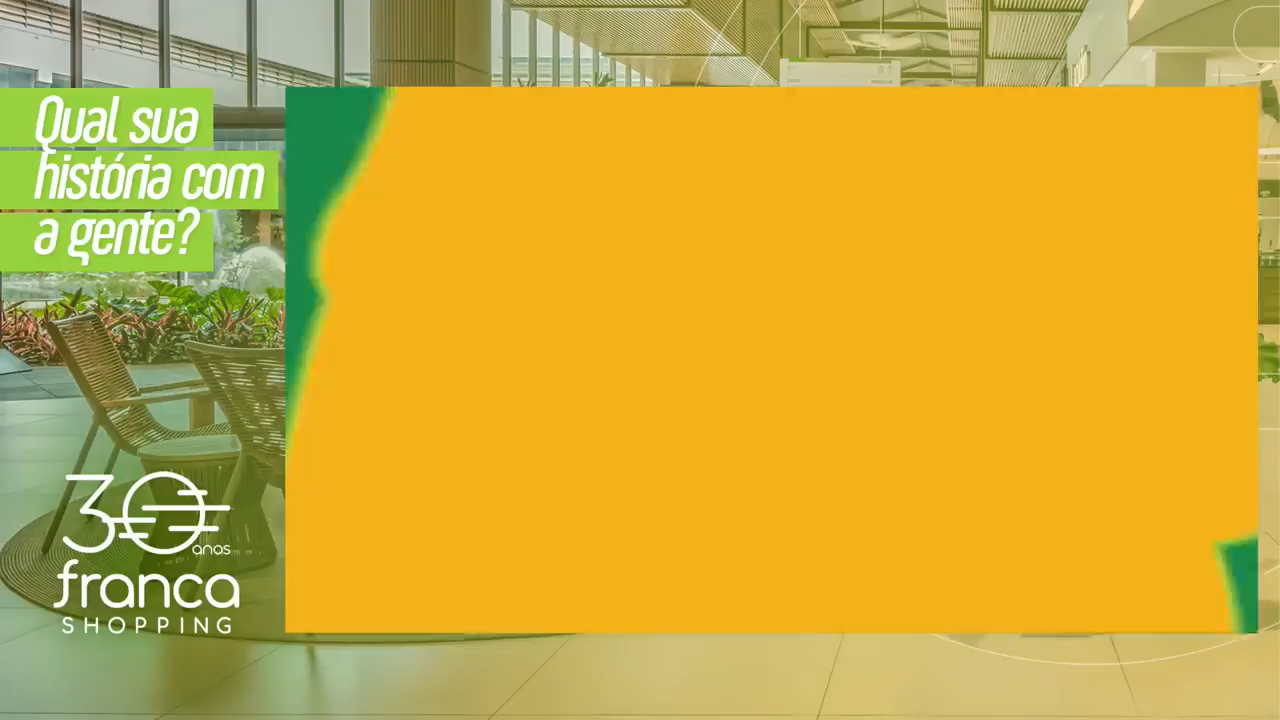 Qual sua
história com
a gente?
30
anos
franca
SHOPPING